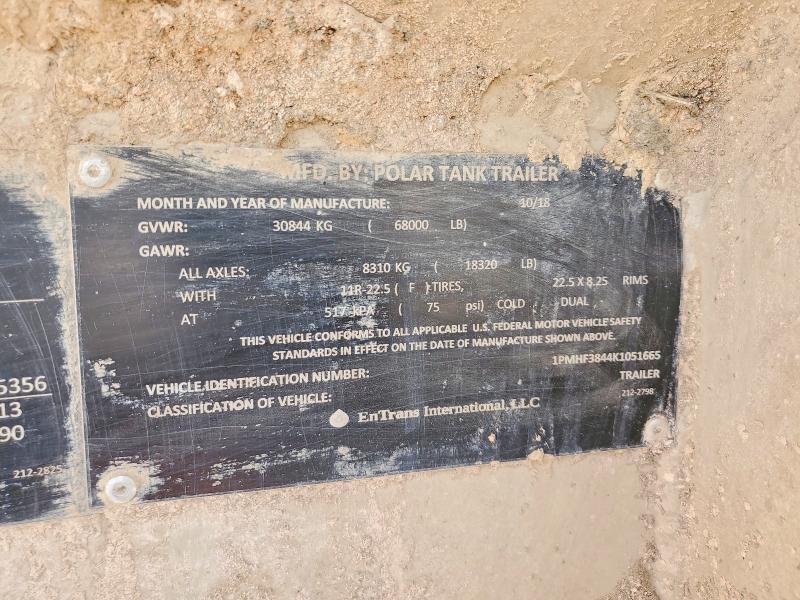 MFD. BY: POLAR TANK TRAILER
MONTH AND YEAR OF MANUFACTURE: 10/18
GVWR: 30844 KG ( 68000 LB)
GAWR:
ALL AXLES: 8310 KG ( 18320 LB)
WITH 11R-22.5 ( F ) TIRES, 22.5 X 8.25 RIMS
AT 517 KPA ( 75 psi) COLD , DUAL ,
THIS VEHICLE CONFORMS TO ALL APPLICABLE U.S. FEDERAL MOTOR VEHICLE SAFETY
STANDARDS IN EFFECT ON THE DATE OF MANUFACTURE SHOWN ABOVE.
VEHICLE IDENTIFICATION NUMBER: 1PMHF3844K1051665
CLASSIFICATION OF VEHICLE: TRAILER
212-2798
EnTrans International, LLC
5356
13
90
212-2825